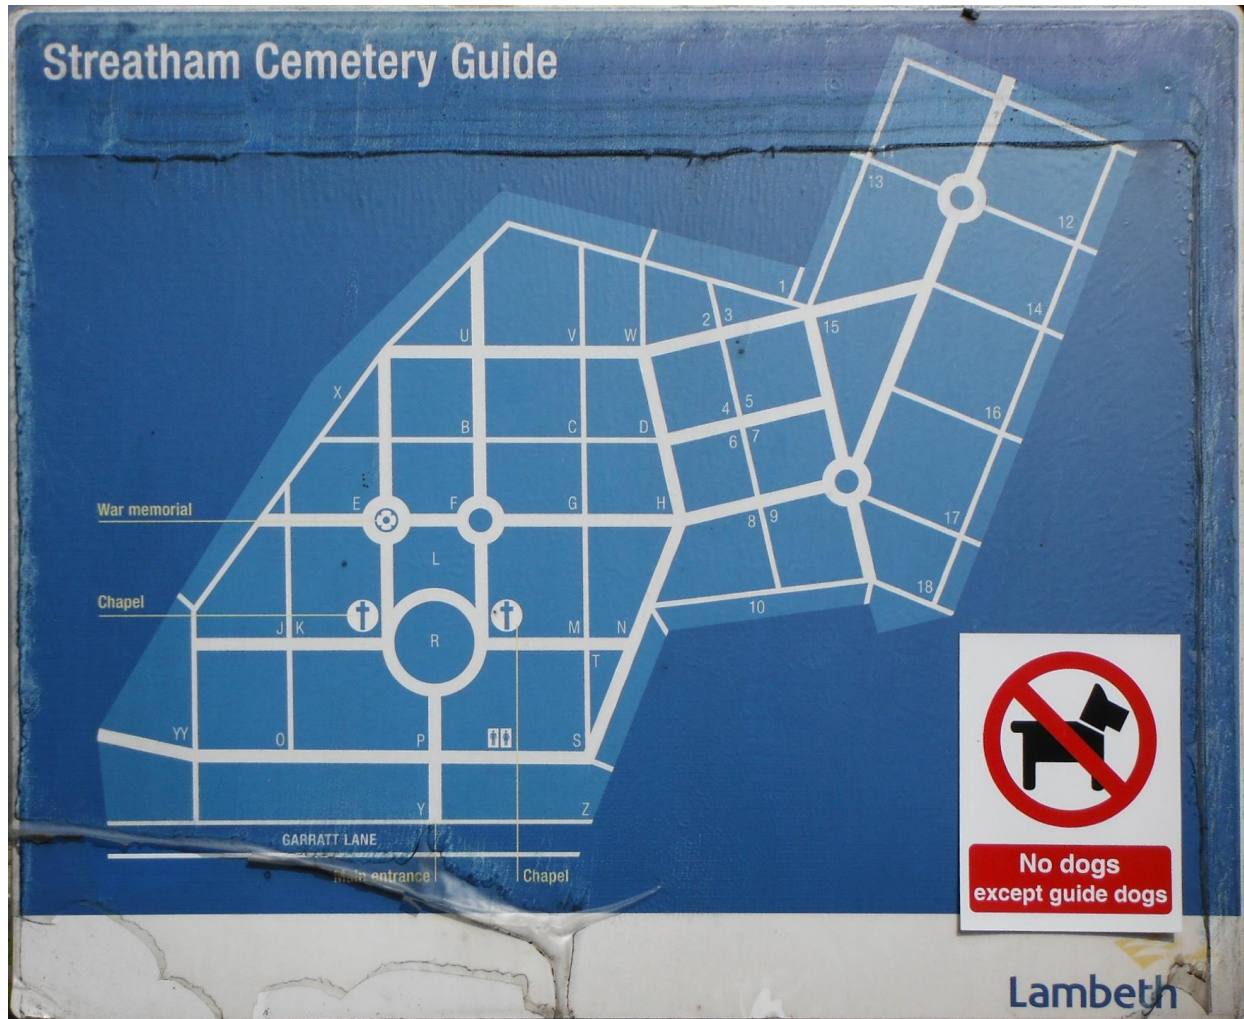 Streatham Cemetery Guide
11
13
12
1
14
2
3
15
U
V
W
X
4
5
16
B
C
D
6
7
War memorial
E
F
G
H
8
9
17
L
Chapel
18
10
J
K
R
M
N
T
YY
O
P
S
Y
Z
GARRATT LANE
Main entrance
Chapel
No dogs
except guide dogs
Lambeth